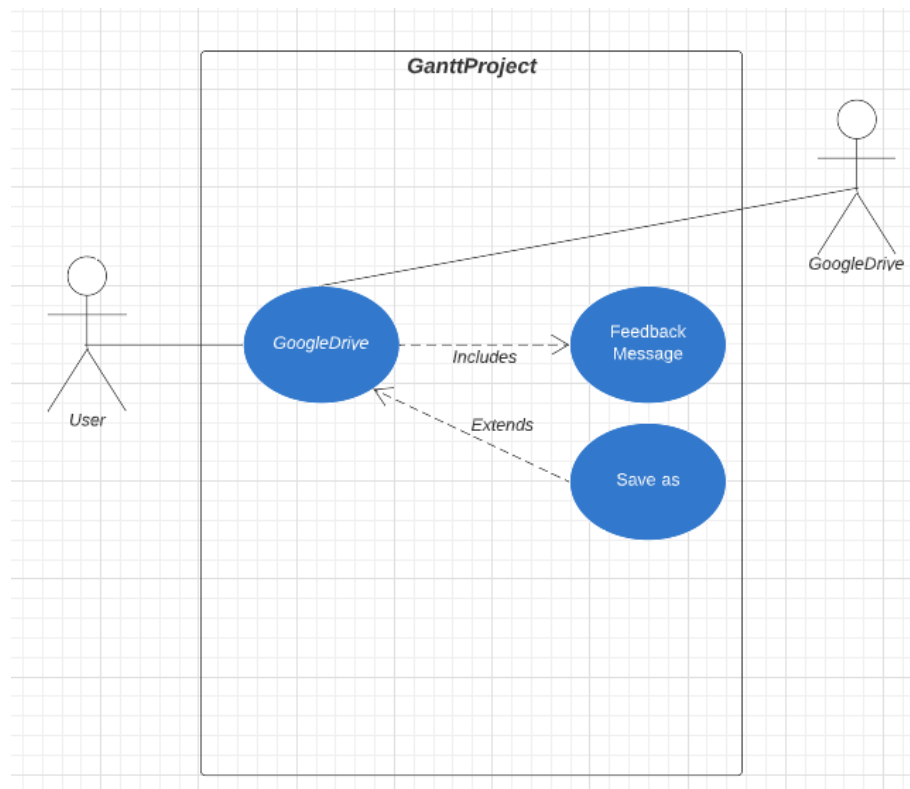 GanttProject
GoogleDrive
User
GoogleDrive
Includes
Feedback
Message
Extends
Save as